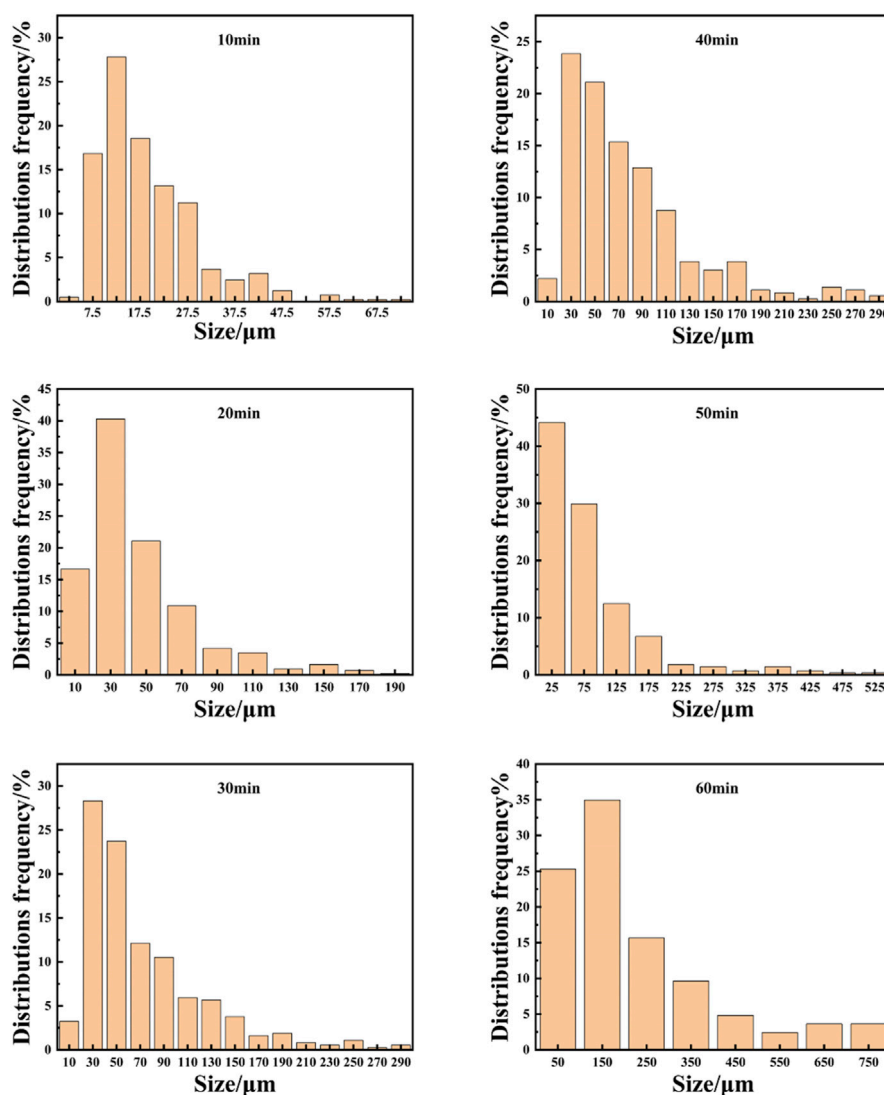 10min
Distributions frequency/%
30
25
20
15
10
5
0
7.5 17.5 27.5 37.5 47.5 57.5 67.5
Size/μm
40min
Distributions frequency/%
25
20
15
10
5
0
10 30 50 70 90 110 130 150 170 190 210 230 250 270 290
Size/μm
20min
Distributions frequency/%
45
40
35
30
25
20
15
10
5
0
10 30 50 70 90 110 130 150 170 190
Size/μm
50min
Distributions frequency/%
50
40
30
20
10
0
25 75 125 175 225 275 325 375 425 475 525
Size/μm
30min
Distributions frequency/%
30
25
20
15
10
5
0
10 30 50 70 90 110 130 150 170 190 210 230 250 270 290
Size/μm
60min
Distributions frequency/%
40
35
30
25
20
15
10
5
0
50 150 250 350 450 550 650 750
Size/μm